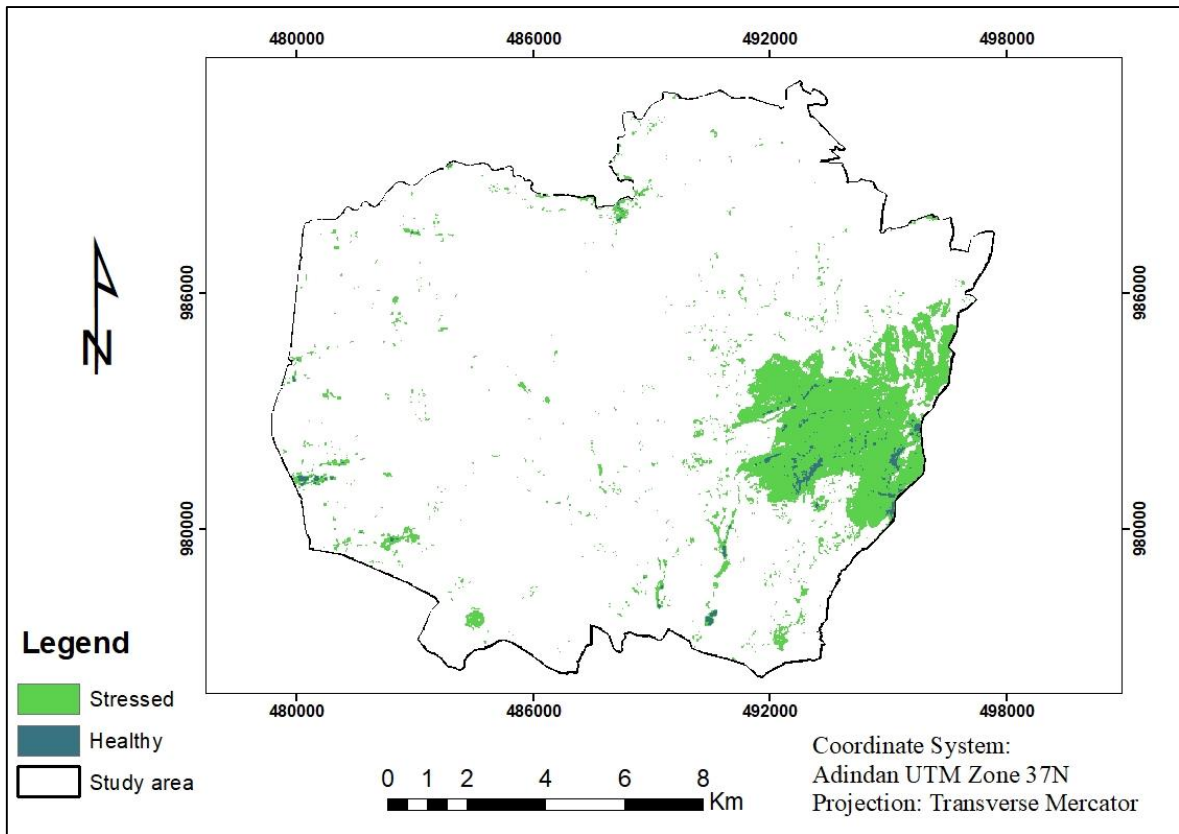 480000 486000 492000 498000
986000 986000
980000 980000
480000 486000 492000 498000
N
Legend
Stressed
Healthy
Study area
0 1 2 4 6 8
Km
Coordinate System:
Adindan UTM Zone 37N
Projection: Transverse Mercator